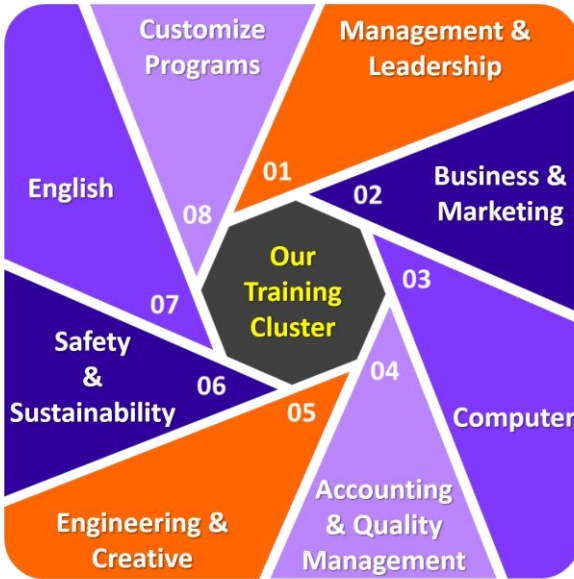 Our
Training
Cluster
01
Management &
Leadership
02
Business &
Marketing
03
Computer
04
Accounting
& Quality
Management
05
Engineering &
Creative
06
Safety
&
Sustainability
07
English
08
Customize
Programs